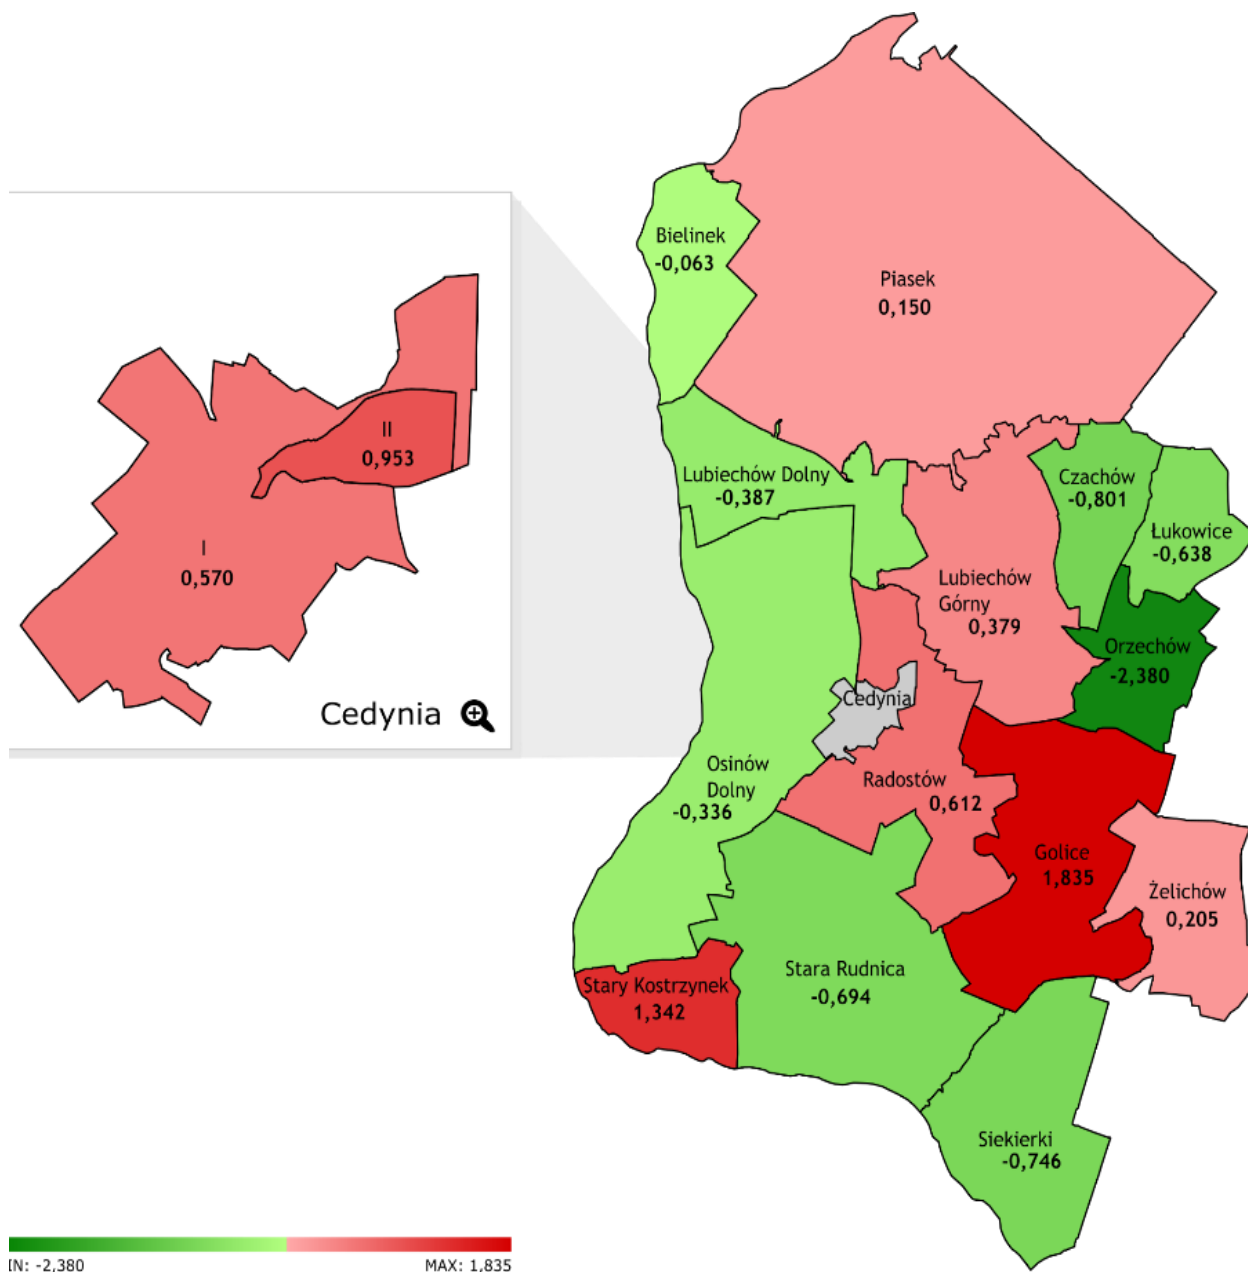 Bielinek
-0,063
Piasek
0,150
II
0,953
Lubiechów Dolny
-0,387
Czachów
-0,801
Łukowice
-0,638
I
0,570
Lubiechów
Górny
0,379
Orzechów
-2,380
Cedynia
Cedynia
Osinów
Dolny
-0,336
Radostów
0,612
Golice
1,835
Żelichów
0,205
Stara Rudnica
-0,694
Stary Kostrzynek
1,342
Siekierki
-0,746
IN: -2,380
MAX: 1,835